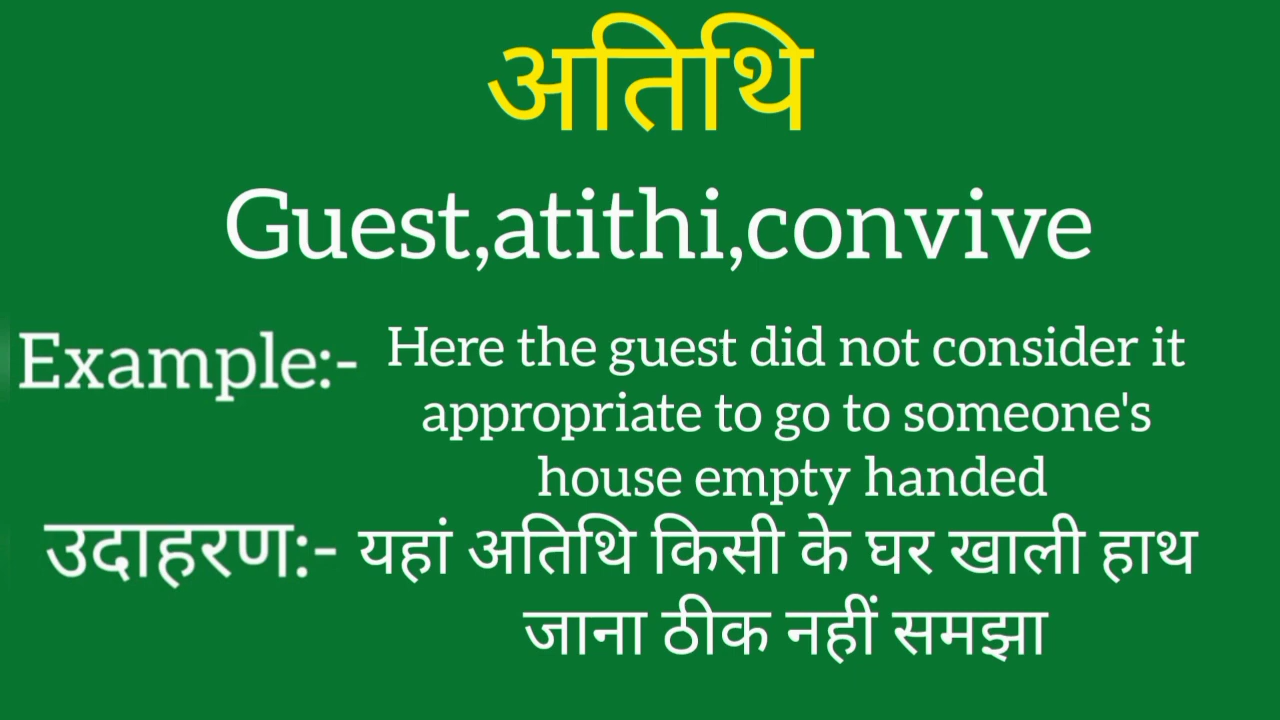 अतिथि
Guest,atithi,convive
Example:- Here the guest did not consider it
appropriate to go to someone's
house empty handed
उदाहरण:- यहां अतिथि किसी के घर खाली हाथ
जाना ठीक नहीं समझा